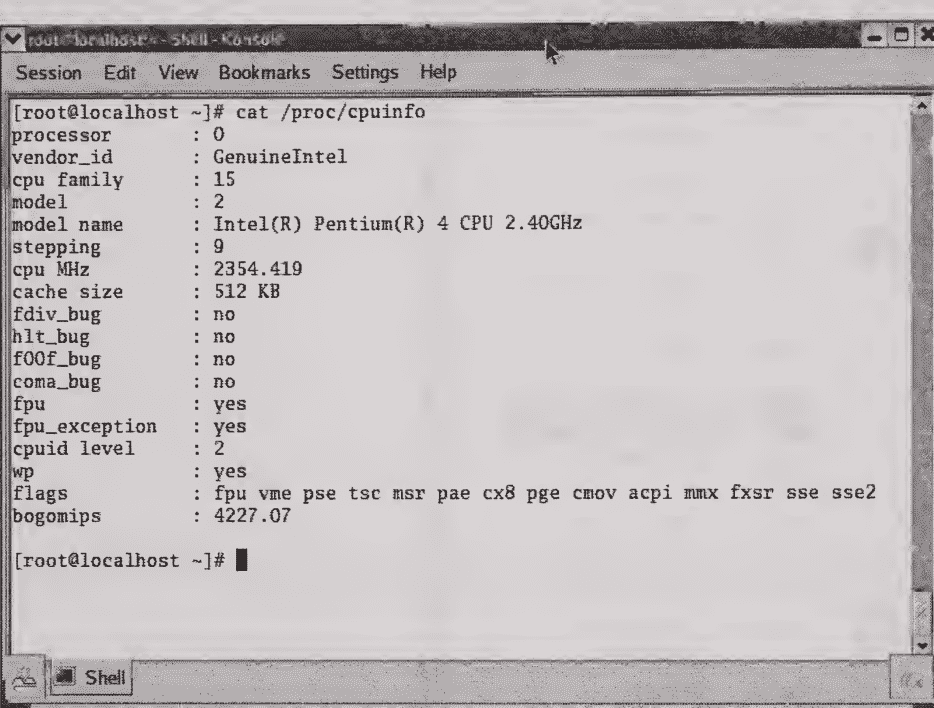 root@localhost:~ - Shell - Konsole
Session Edit View Bookmarks Settings Help
[root@localhost ~]# cat /proc/cpuinfo
processor : 0
vendor_id : GenuineIntel
cpu family : 15
model : 2
model name : Intel(R) Pentium(R) 4 CPU 2.40GHz
stepping : 9
cpu MHz : 2354.419
cache size : 512 KB
fdiv_bug : no
hlt_bug : no
f00f_bug : no
coma_bug : no
fpu : yes
fpu_exception : yes
cpuid level : 2
wp : yes
flags : fpu vme pse tsc msr pae cx8 pge cmov acpi mmx fxsr sse sse2
bogomips : 4227.07
[root@localhost ~]#
Shell